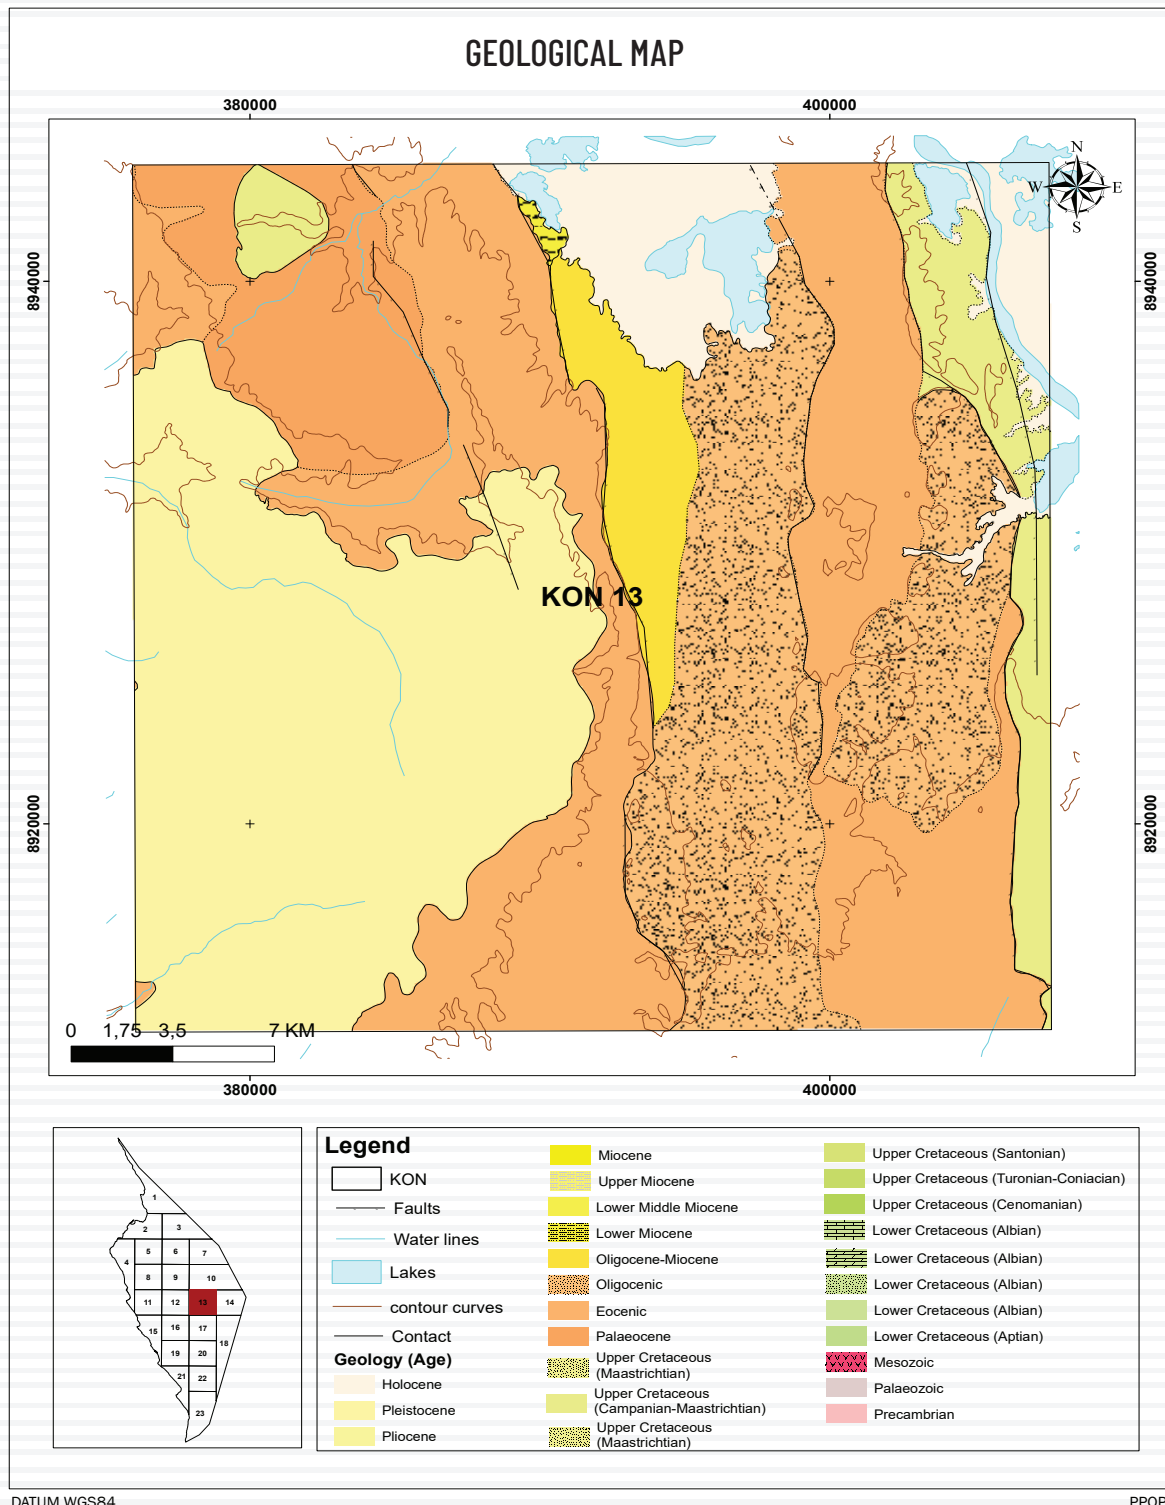 GEOLOGICAL MAP
380000
400000
N
W
E
S
8940000
8940000
KON 13
8920000
8920000
0 1,75 3,5 7 KM
380000
400000
1
2 3
4 5 6 7
8 9 10
11 12 13 14
15 16 17 18
19 20
21 22
23
Legend
KON
Faults
Water lines
Lakes
contour curves
Contact
Geology (Age)
Holocene
Pleistocene
Pliocene
Miocene
Upper Miocene
Lower Middle Miocene
Lower Miocene
Oligocene-Miocene
Oligocenic
Eocenic
Palaeocene
Upper Cretaceous
(Maastrichtian)
Upper Cretaceous
(Campanian-Maastrichtian)
Upper Cretaceous
(Maastrichtian)
Upper Cretaceous (Santonian)
Upper Cretaceous (Turonian-Coniacian)
Upper Cretaceous (Cenomanian)
Lower Cretaceous (Albian)
Lower Cretaceous (Albian)
Lower Cretaceous (Albian)
Lower Cretaceous (Albian)
Lower Cretaceous (Aptian)
Mesozoic
Palaeozoic
Precambrian
DATUM WGS84